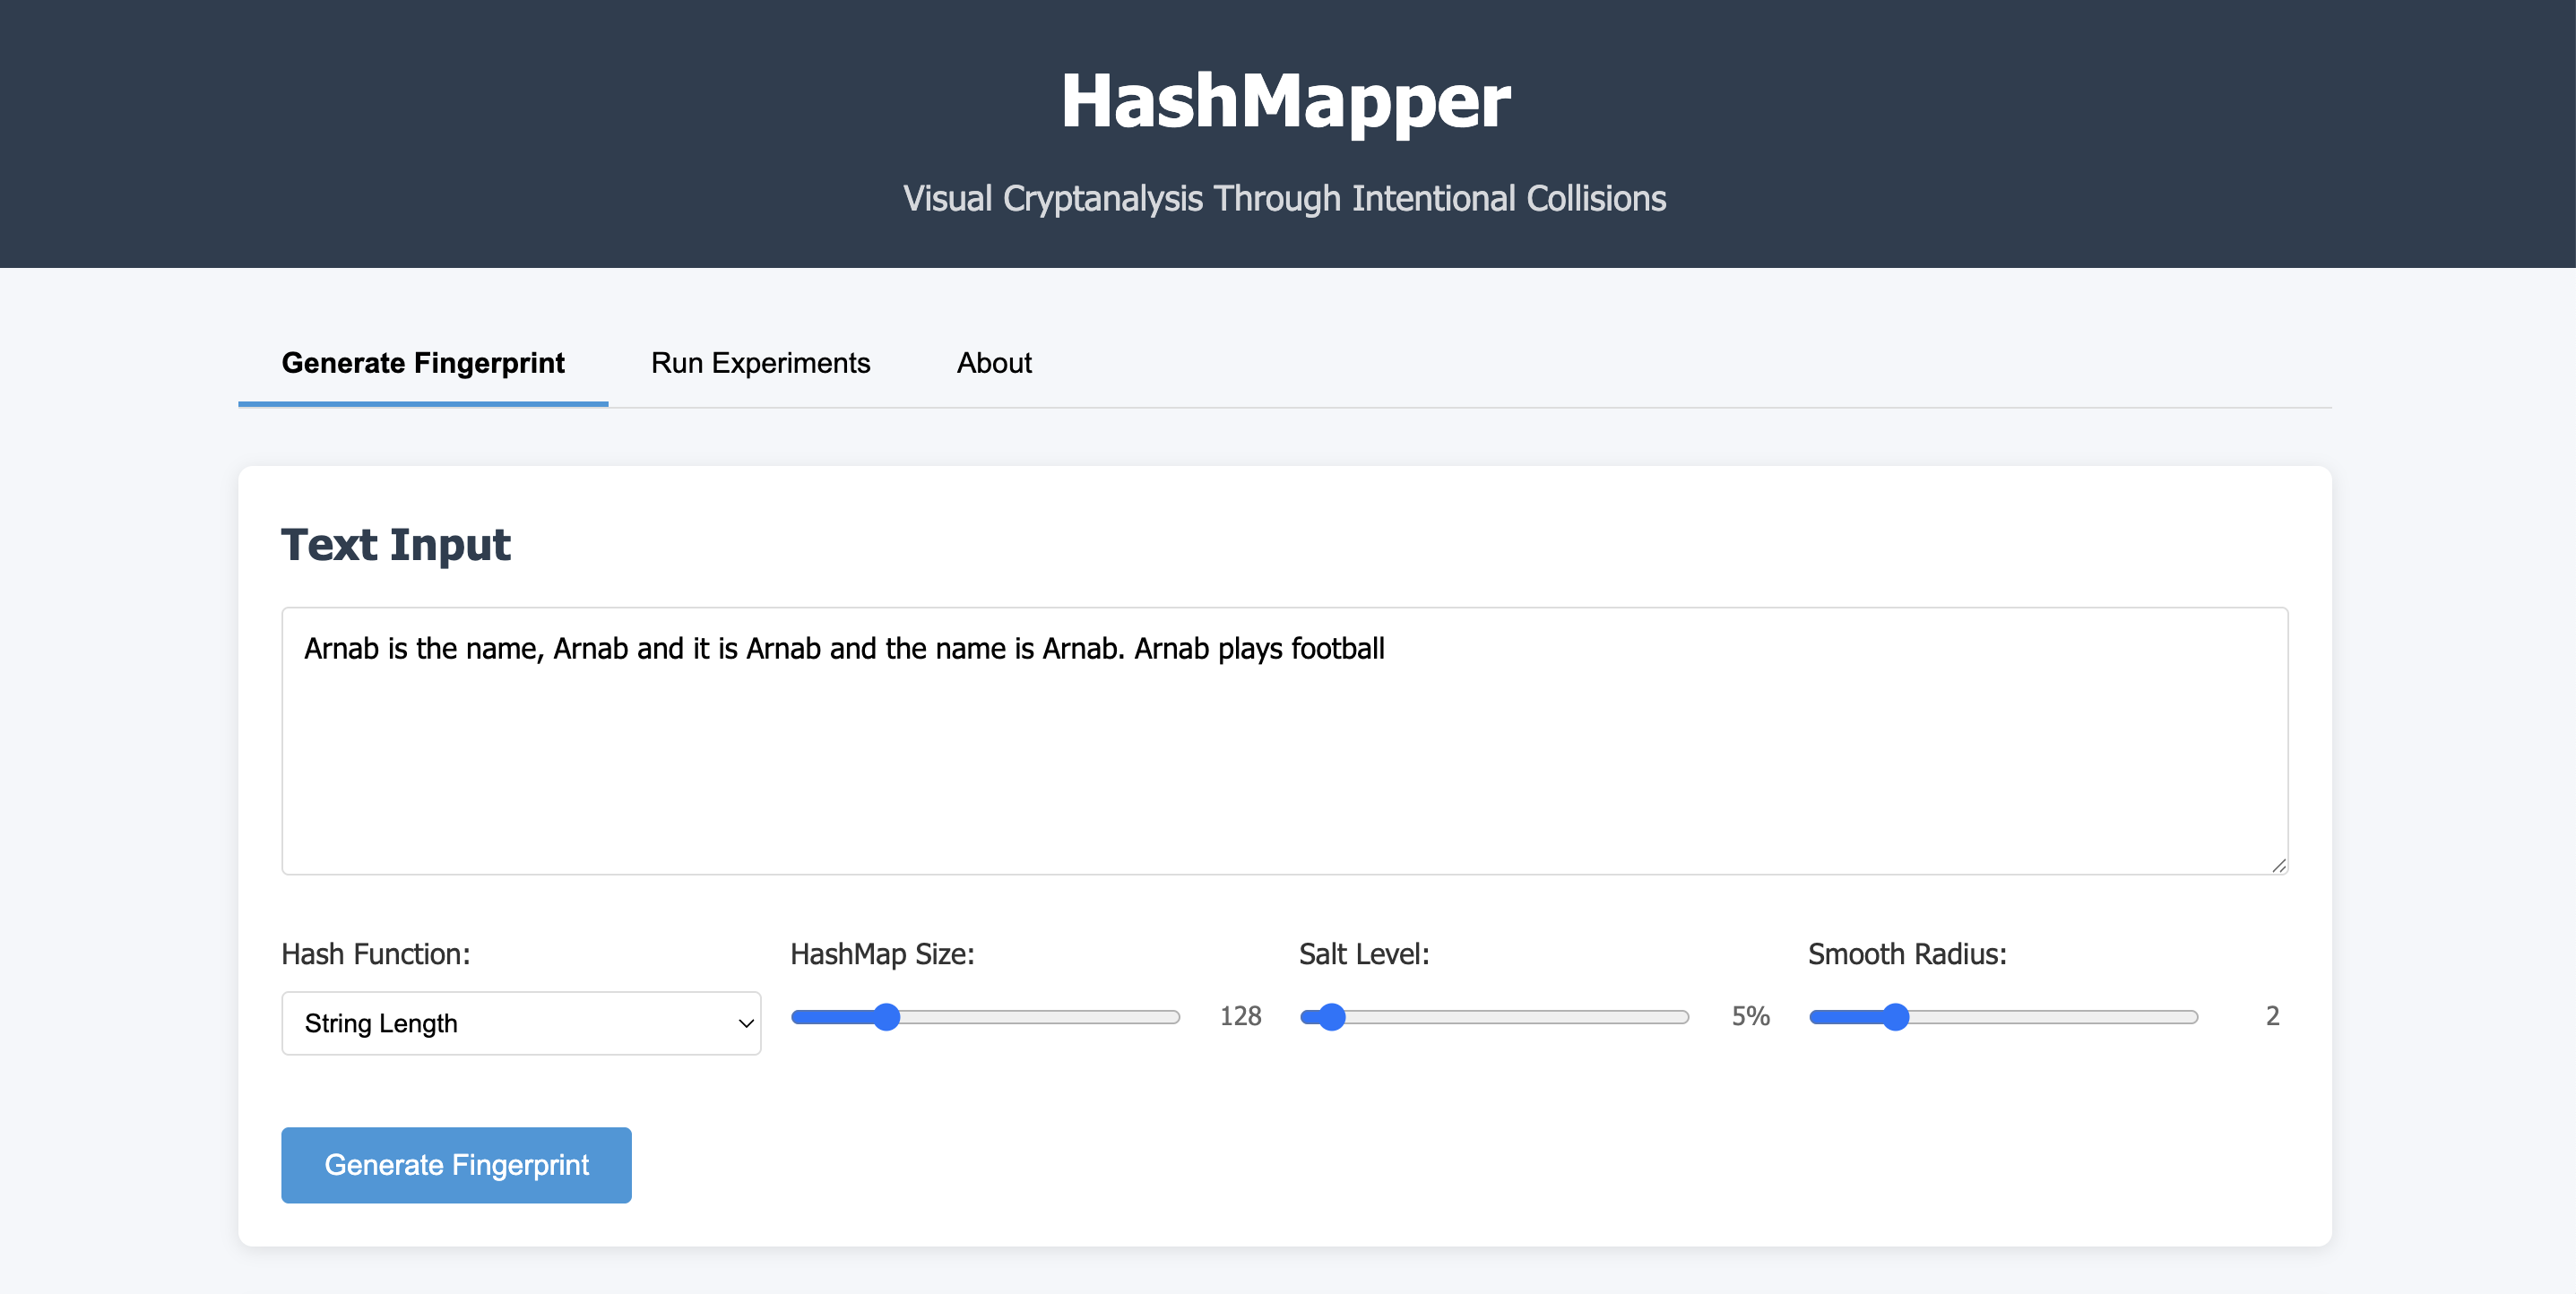 HashMapper
Visual Cryptanalysis Through Intentional Collisions
Generate Fingerprint Run Experiments About
Text Input
Arnab is the name, Arnab and it is Arnab and the name is Arnab. Arnab plays football
Hash Function: HashMap Size: Salt Level: Smooth Radius:
String Length 128 5% 2
Generate Fingerprint